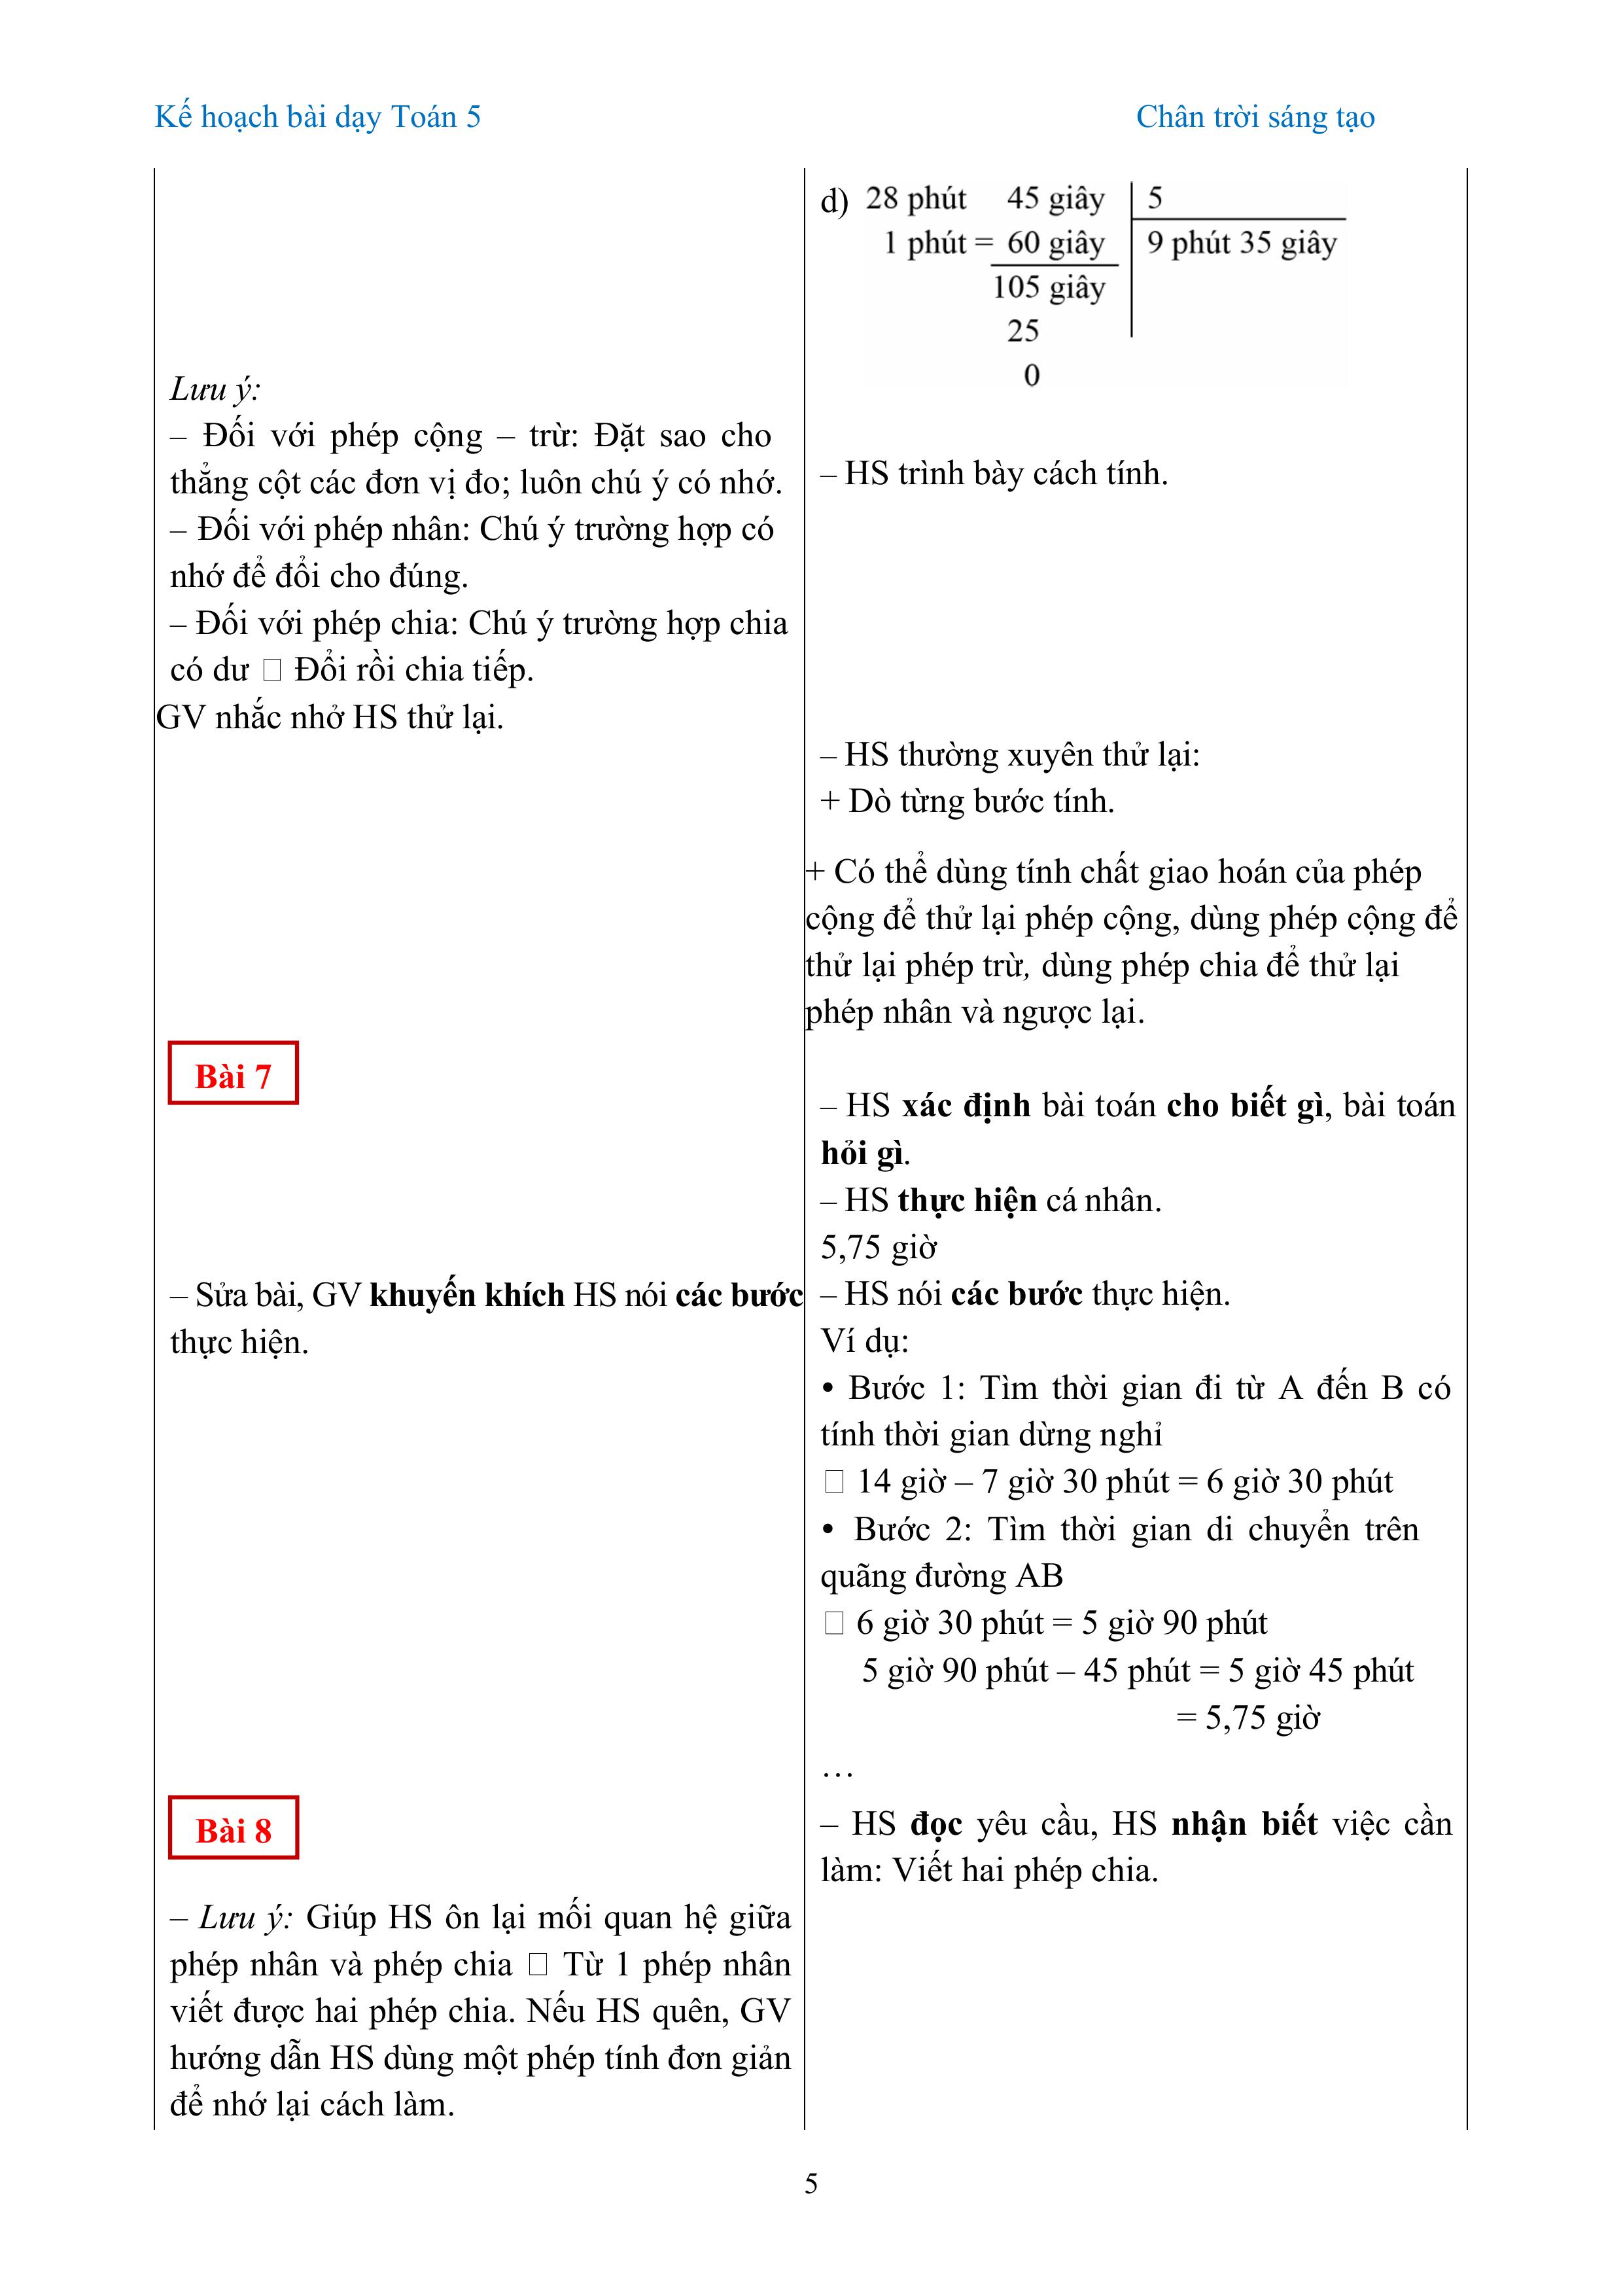 Kế hoạch bài dạy Toán 5
Chân trời sáng tạo
d) 28 phút 45 giây 5
1 phút = 60 giây 9 phút 35 giây
105 giây
25
0
Lưu ý:
– Đối với phép cộng – trừ: Đặt sao cho
thẳng cột các đơn vị đo; luôn chú ý có nhớ.
– Đối với phép nhân: Chú ý trường hợp có
nhớ để đổi cho đúng.
– Đối với phép chia: Chú ý trường hợp chia
có dư □ Đổi rồi chia tiếp.
GV nhắc nhở HS thử lại.
– HS trình bày cách tính.
– HS thường xuyên thử lại:
+ Dò từng bước tính.
+ Có thể dùng tính chất giao hoán của phép
cộng để thử lại phép cộng, dùng phép cộng để
thử lại phép trừ, dùng phép chia để thử lại
phép nhân và ngược lại.
Bài 7
– Sửa bài, GV khuyến khích HS nói các bước
thực hiện.
– HS xác định bài toán cho biết gì, bài toán
hỏi gì.
– HS thực hiện cá nhân.
5,75 giờ
– HS nói các bước thực hiện.
Ví dụ:
• Bước 1: Tìm thời gian đi từ A đến B có
tính thời gian dừng nghỉ
□ 14 giờ – 7 giờ 30 phút = 6 giờ 30 phút
• Bước 2: Tìm thời gian di chuyển trên
quãng đường AB
□ 6 giờ 30 phút = 5 giờ 90 phút
5 giờ 90 phút – 45 phút = 5 giờ 45 phút
= 5,75 giờ
…
Bài 8
– Lưu ý: Giúp HS ôn lại mối quan hệ giữa
phép nhân và phép chia □ Từ 1 phép nhân
viết được hai phép chia. Nếu HS quên, GV
hướng dẫn HS dùng một phép tính đơn giản
để nhớ lại cách làm.
– HS đọc yêu cầu, HS nhận biết việc cần
làm: Viết hai phép chia.
5